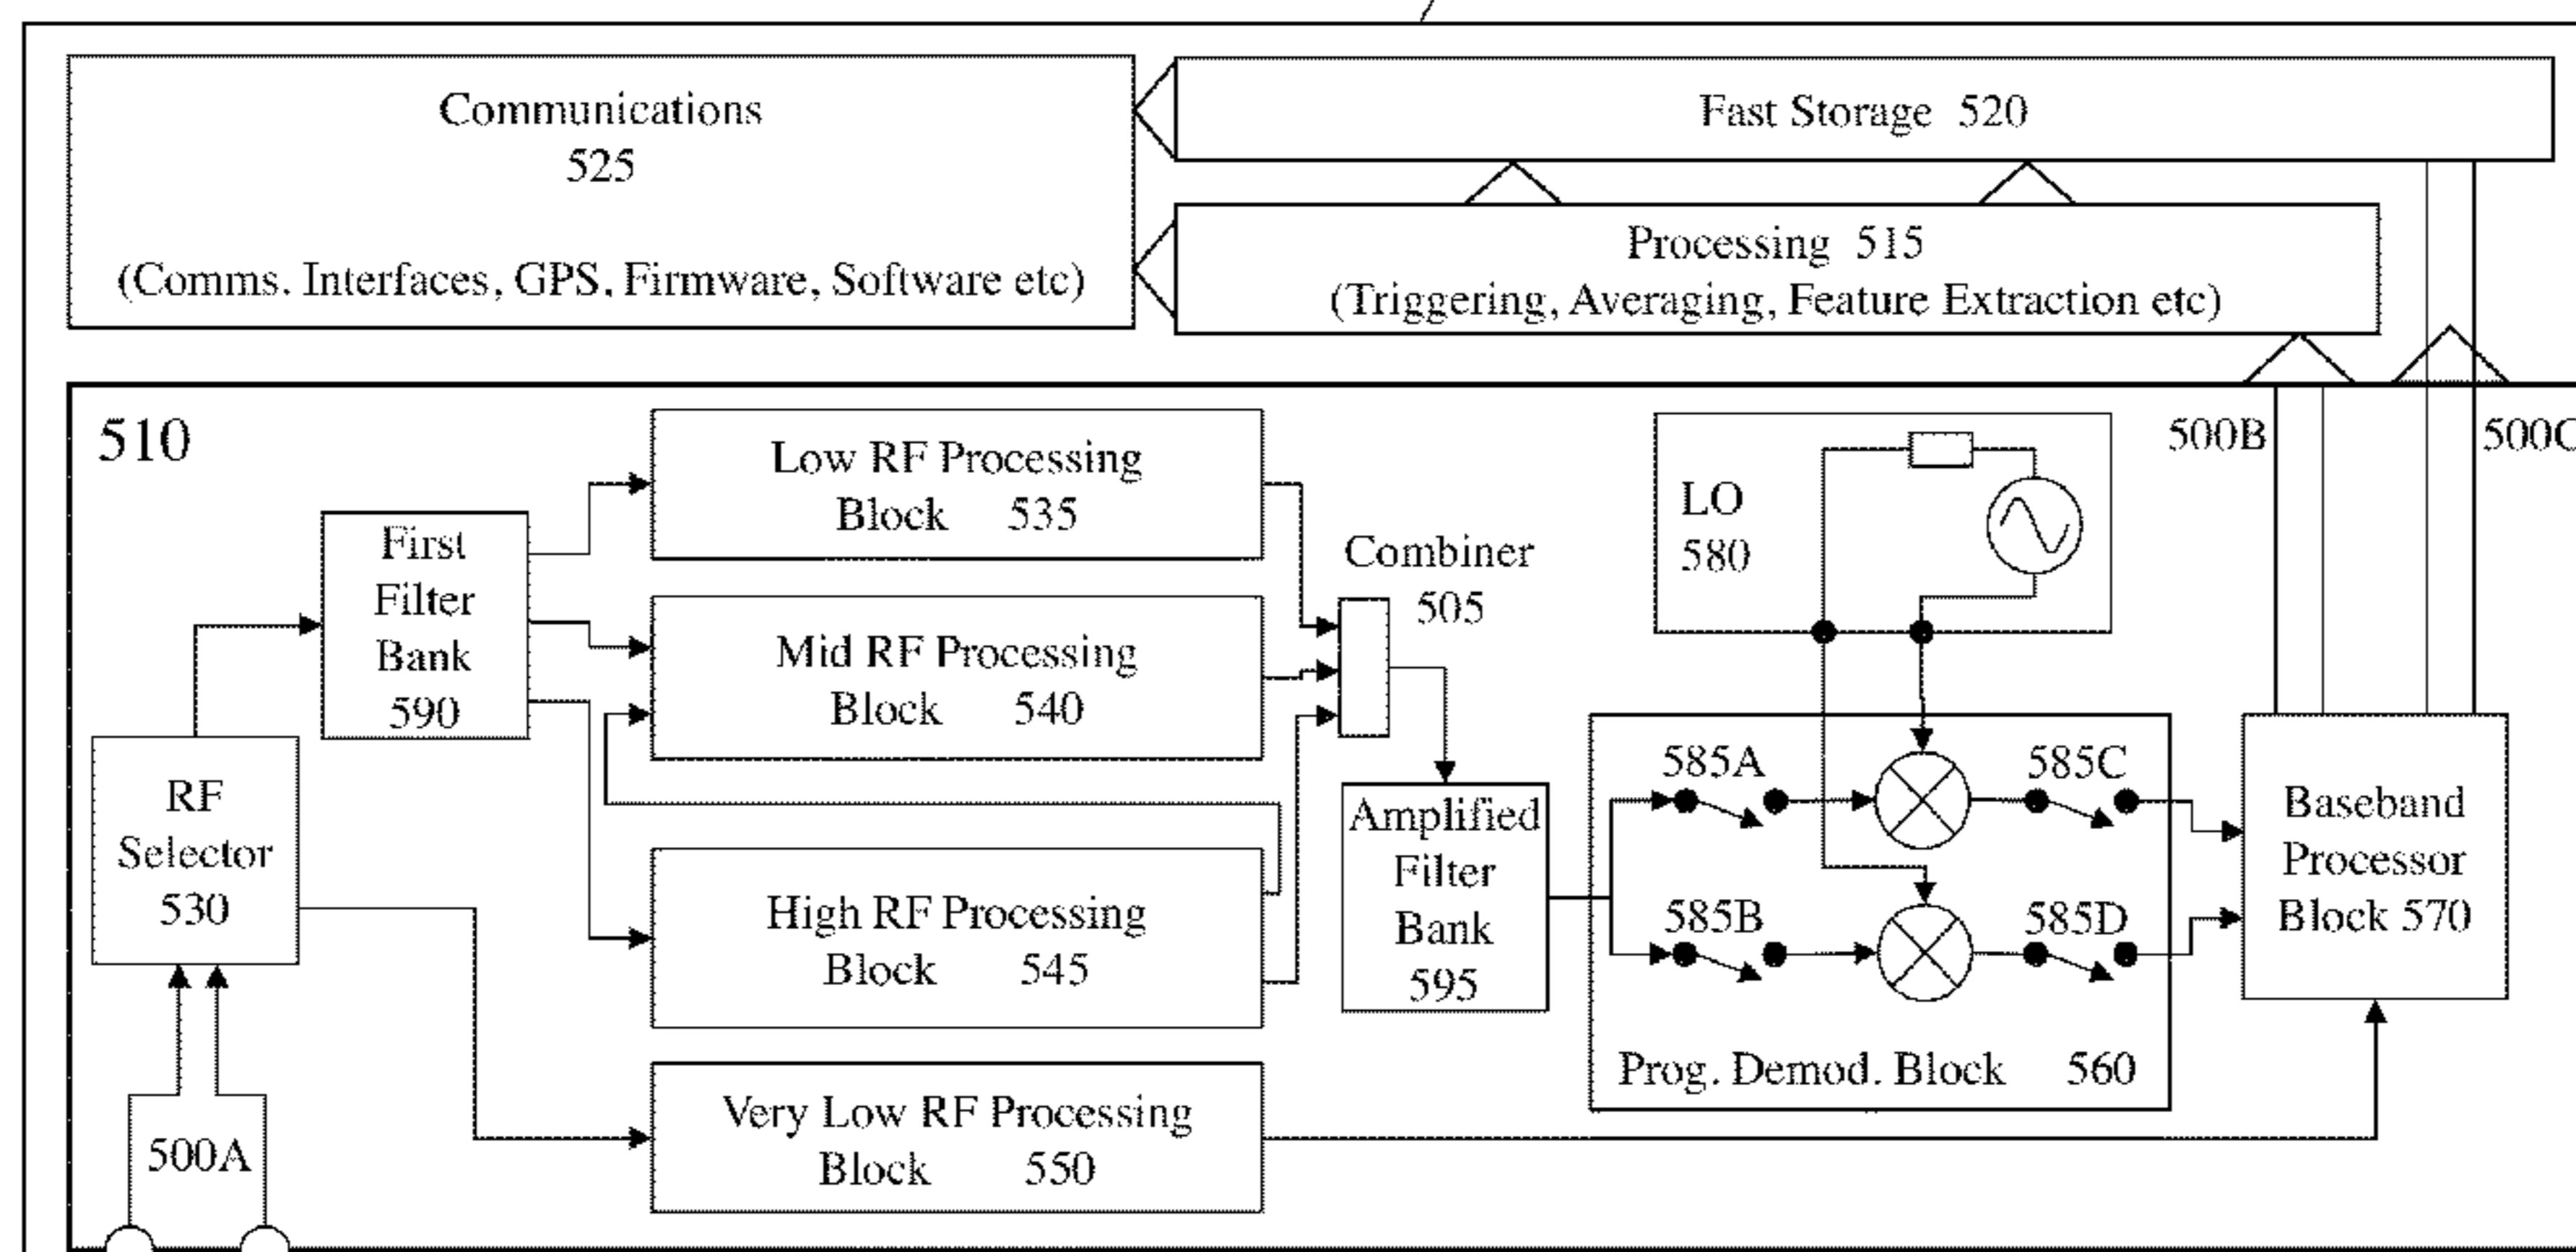 Communications
525
(Comms. Interfaces, GPS, Firmware, Software etc)
Fast Storage 520
Processing 515
(Triggering, Averaging, Feature Extraction etc)
510
500B
500C
Low RF Processing
Block 535
LO
580
First
Filter
Bank
590
Combiner
505
Mid RF Processing
Block 540
RF
Selector
530
585A
585C
Amplified
Filter
Bank
595
Baseband
Processor
Block 570
High RF Processing
Block 545
585B
585D
Prog. Demod. Block 560
500A
Very Low RF Processing
Block 550